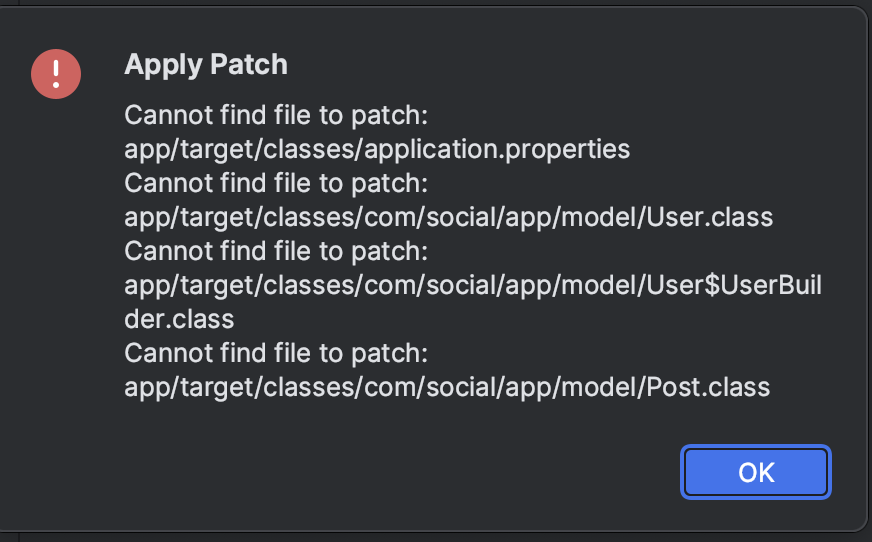 Apply Patch
Cannot find file to patch:
app/target/classes/application.properties
Cannot find file to patch:
app/target/classes/com/social/app/model/User.class
Cannot find file to patch:
app/target/classes/com/social/app/model/User$UserBuil
der.class
Cannot find file to patch:
app/target/classes/com/social/app/model/Post.class
OK